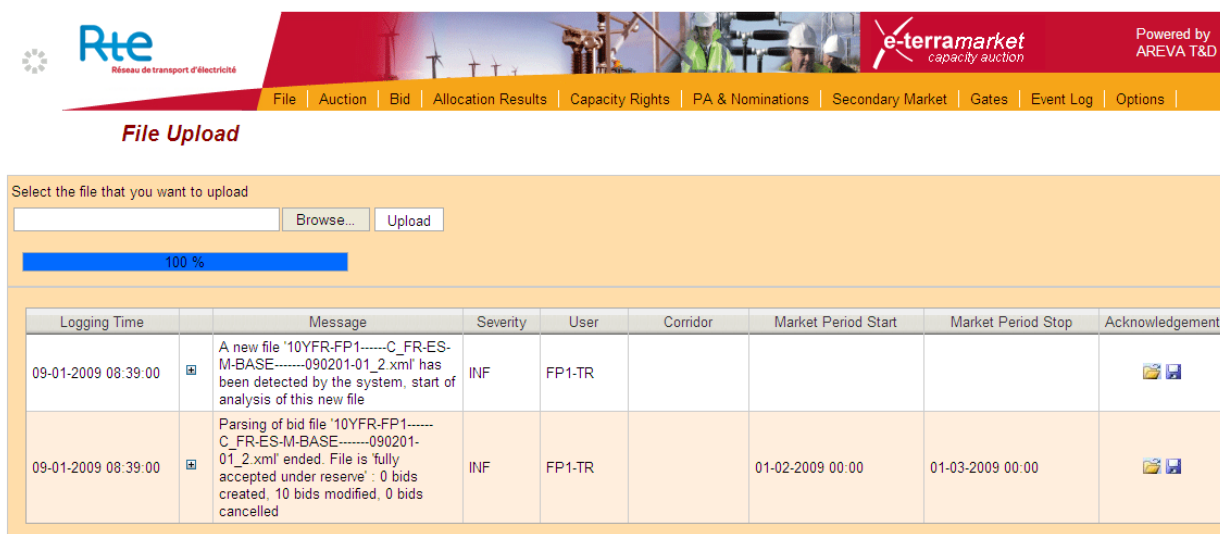 Rte
Réseau de transport d'électricité
e-terramarket
capacity auction
Powered by
AREVA T&D
File Auction Bid Allocation Results Capacity Rights PA & Nominations Secondary Market Gates Event Log Options
File Upload
Select the file that you want to upload
Browse... Upload
100 %
Logging Time Message Severity User Corridor Market Period Start Market Period Stop Acknowledgement
A new file '10YFR-FP1------C_FR-ES-
M-BASE-------090201-01_2.xml' has
been detected by the system, start of
analysis of this new file
09-01-2009 08:39:00 INF FP1-TR
Parsing of bid file '10YFR-FP1------
C_FR-ES-M-BASE-------090201-
01_2.xml' ended. File is 'fully
accepted under reserve' : 0 bids
created, 10 bids modified, 0 bids
cancelled
09-01-2009 08:39:00 INF FP1-TR 01-02-2009 00:00 01-03-2009 00:00